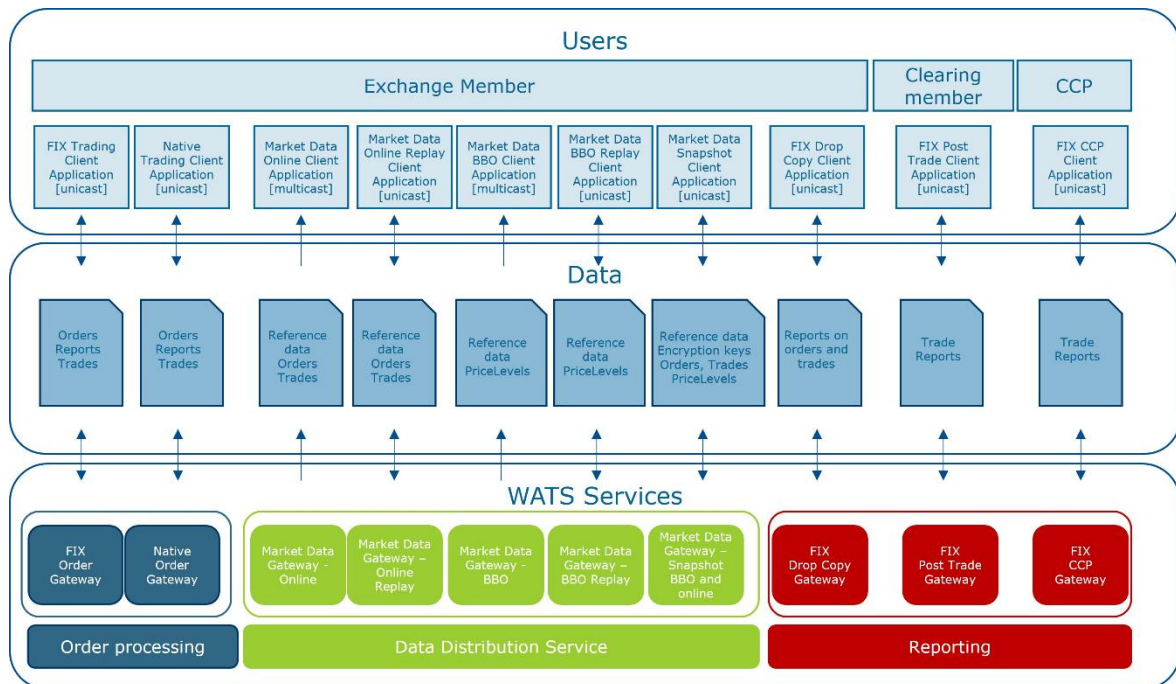 Users
Exchange Member
Clearing
member
CCP
FIX Trading
Client
Application
[unicast]
Native
Trading Client
Application
[unicast]
Market Data
Online Client
Application
[multicast]
Market Data
Online Replay
Client
Application
[unicast]
Market Data
BBO Client
Application
[multicast]
Market Data
BBO Replay
Client
Application
[unicast]
Market Data
Snapshot
Client
Application
[unicast]
FIX Drop
Copy Client
Application
[unicast]
FIX Post
Trade Client
Application
[unicast]
FIX CCP
Client
Application
[unicast]
Data
Orders
Reports
Trades
Orders
Reports
Trades
Reference
data
Orders
Trades
Reference
data
Orders
Trades
Reference
data
PriceLevels
Reference
data
PriceLevels
Reference data
Encryption keys
Orders, Trades
PriceLevels
Reports on
orders and
trades
Trade
Reports
Trade
Reports
WATS Services
FIX
Order
Gateway
Native
Order
Gateway
Market Data
Gateway -
Online
Market Data
Gateway –
Online
Replay
Market Data
Gateway -
BBO
Market Data
Gateway –
BBO Replay
Market Data
Gateway –
Snapshot
BBO and
online
FIX
Drop Copy
Gateway
FIX
Post Trade
Gateway
FIX
CCP
Gateway
Order processing
Data Distribution Service
Reporting